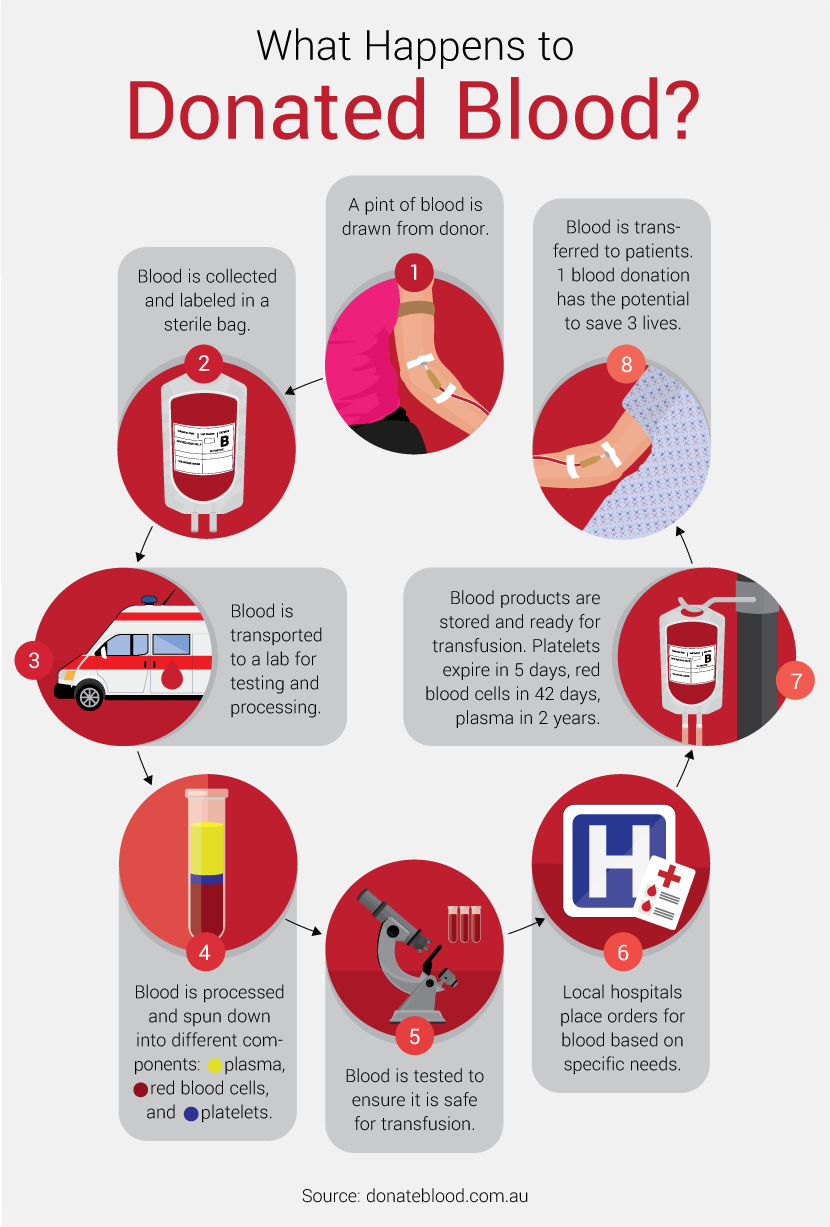 What Happens to
Donated Blood?
A pint of blood is
drawn from donor.
1
Blood is collected
and labeled in a
sterile bag.
2
B
Blood is
transported
to a lab for
testing and
processing.
3
4
Blood is processed
and spun down
into different com-
ponents: plasma,
red blood cells,
and platelets.
5
Blood is tested to
ensure it is safe
for transfusion.
H
6
Local hospitals
place orders for
blood based on
specific needs.
Blood products are
stored and ready for
transfusion. Platelets
expire in 5 days, red
blood cells in 42 days,
plasma in 2 years.
B
7
Blood is trans-
ferred to patients.
1 blood donation
has the potential
to save 3 lives.
8
Source: donateblood.com.au